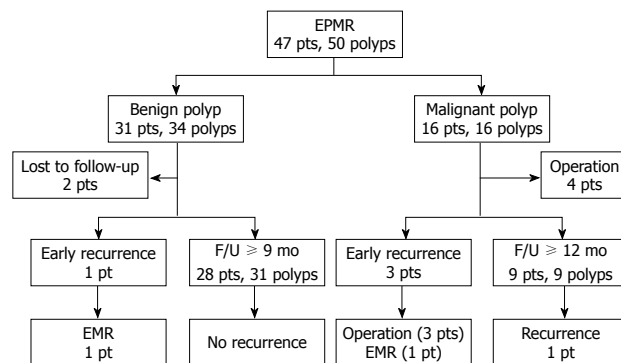 EPMR
47 pts, 50 polyps
Benign polyp
31 pts, 34 polyps
Malignant polyp
16 pts, 16 polyps
Lost to follow-up
2 pts
Operation
4 pts
Early recurrence
1 pt
F/U ≥ 9 mo
28 pts, 31 polyps
Early recurrence
3 pts
F/U ≥ 12 mo
9 pts, 9 polyps
EMR
1 pt
No recurrence
Operation (3 pts)
EMR (1 pt)
Recurrence
1 pt